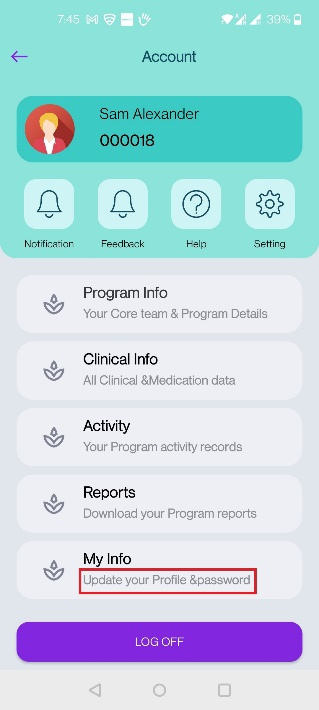 7:45 39%
Account
Sam Alexander
000018
Notification Feedback Help Setting
Program Info
Your Core team & Program Details
Clinical Info
All Clinical &Medication data
Activity
Your Program activity records
Reports
Download your Program reports
My Info
Update your Profile &password
LOG OFF